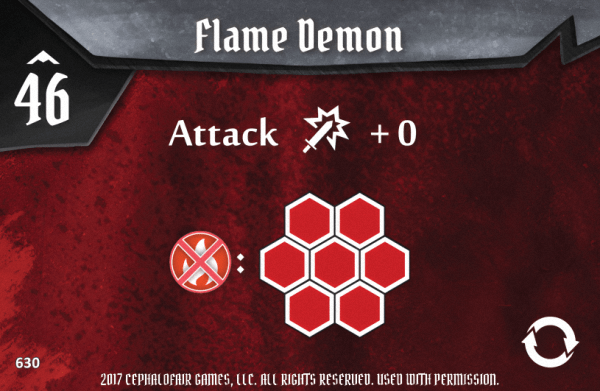 Flame Demon
46
Attack + 0
:
630
2017 CEPHALOFAIR GAMES, LLC. ALL RIGHTS RESERVED. USED WITH PERMISSION.